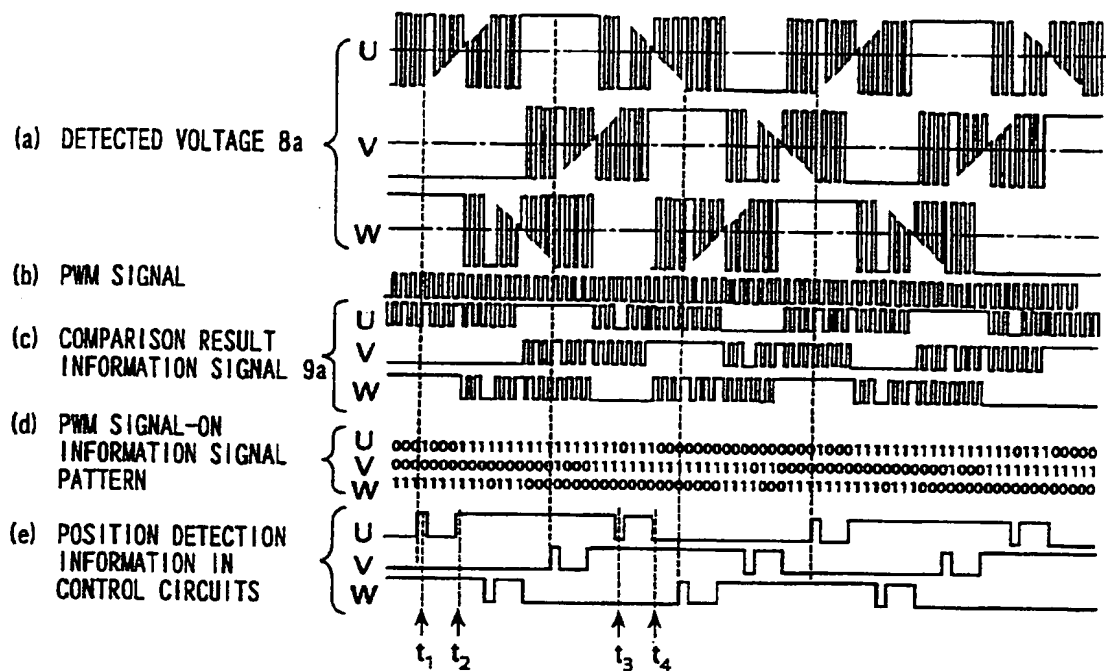 U
(a) DETECTED VOLTAGE 8a
V
W
(b) PWM SIGNAL
U
(c) COMPARISON RESULT
INFORMATION SIGNAL 9a
V
W
(d) PWM SIGNAL-ON
INFORMATION SIGNAL
PATTERN
U
V
W
(e) POSITION DETECTION
INFORMATION IN
CONTROL CIRCUITS
U
V
W
t1 t2 t3 t4